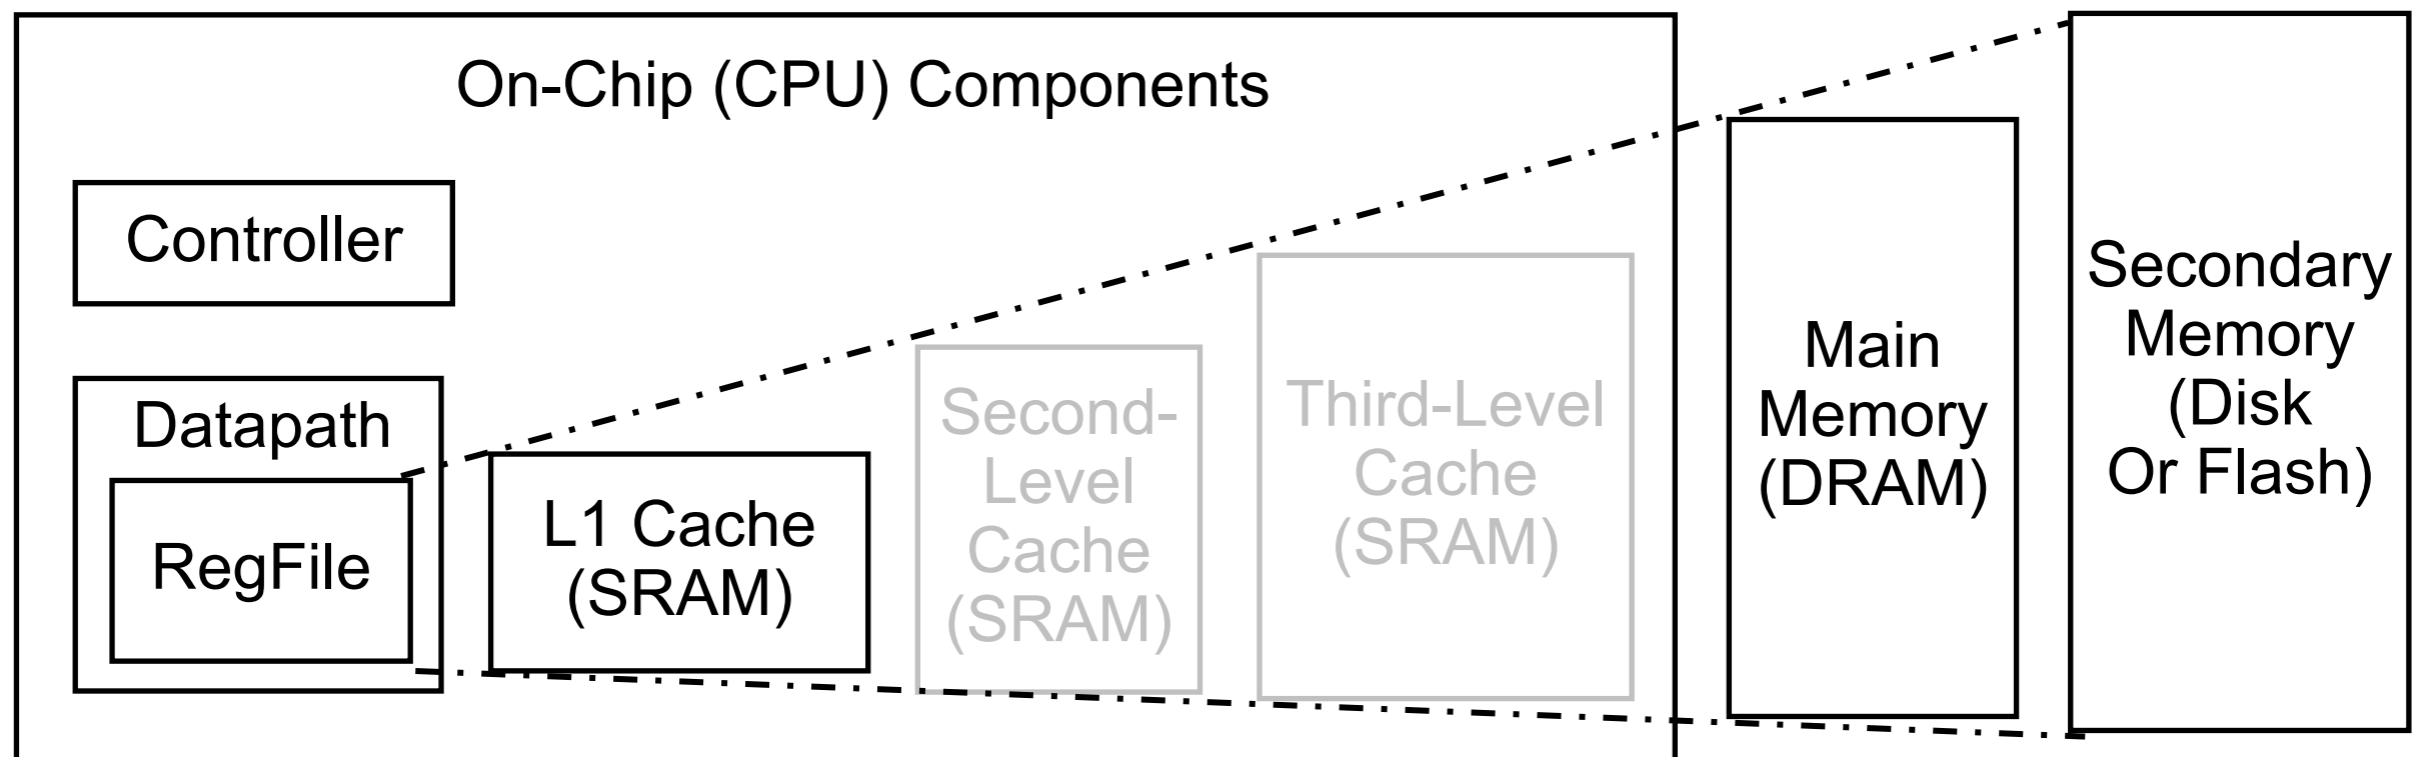 On-Chip (CPU) Components
Controller
Datapath
RegFile
L1 Cache
(SRAM)
Second-
Level
Cache
(SRAM)
Third-Level
Cache
(SRAM)
Main
Memory
(DRAM)
Secondary
Memory
(Disk
Or Flash)